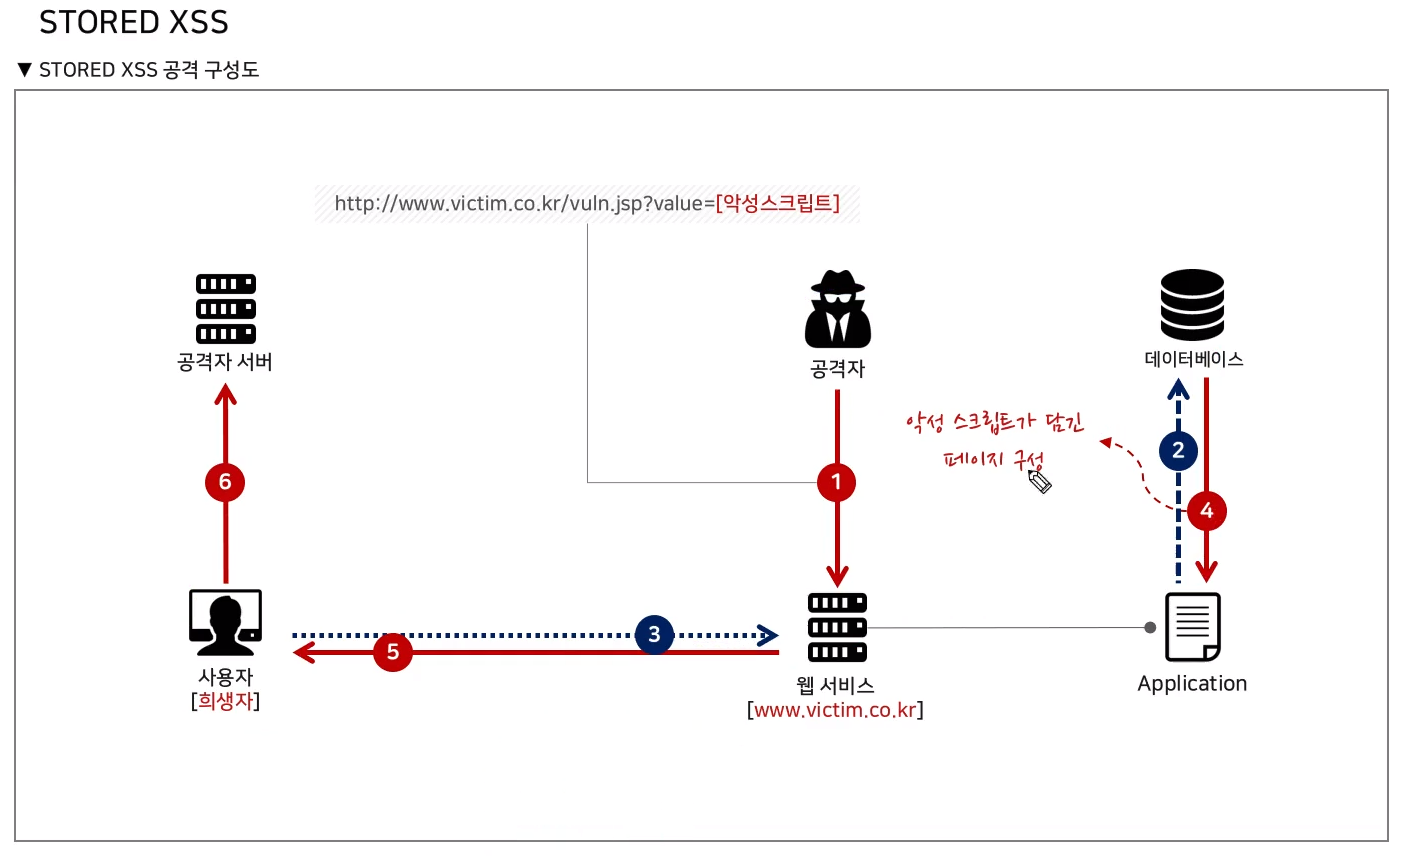 STORED XSS
▼ STORED XSS 공격 구성도
http://www.victim.co.kr/vuln.jsp?value=[악성스크립트]
공격자 서버
공격자
데이터베이스
악성 스크립트가 담긴
페이지 구성
2
6
1
4
3
5
사용자
[희생자]
웹 서비스
[www.victim.co.kr]
Application